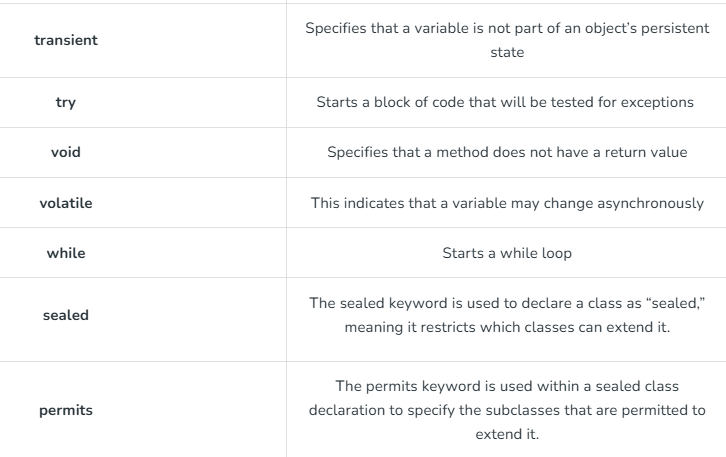 transient
Specifies that a variable is not part of an object’s persistent
state
try
Starts a block of code that will be tested for exceptions
void
Specifies that a method does not have a return value
volatile
This indicates that a variable may change asynchronously
while
Starts a while loop
sealed
The sealed keyword is used to declare a class as “sealed,”
meaning it restricts which classes can extend it.
permits
The permits keyword is used within a sealed class
declaration to specify the subclasses that are permitted to
extend it.